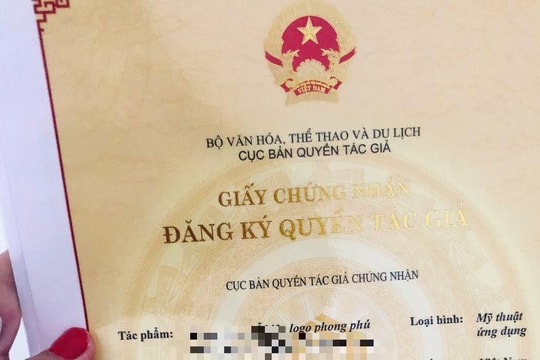 VIỆT NAM
BỘ VĂN HÓA, THỂ THAO VÀ DU LỊCH
CỤC BẢN QUYỀN TÁC GIẢ
GIẤY CHỨNG NHẬN
ĐĂNG KÝ QUYỀN TÁC GIẢ
CỤC BẢN QUYỀN TÁC GIẢ CHỨNG NHẬN
Tác phẩm: logo phong phú Loại hình: Mỹ thuật
ứng dụng